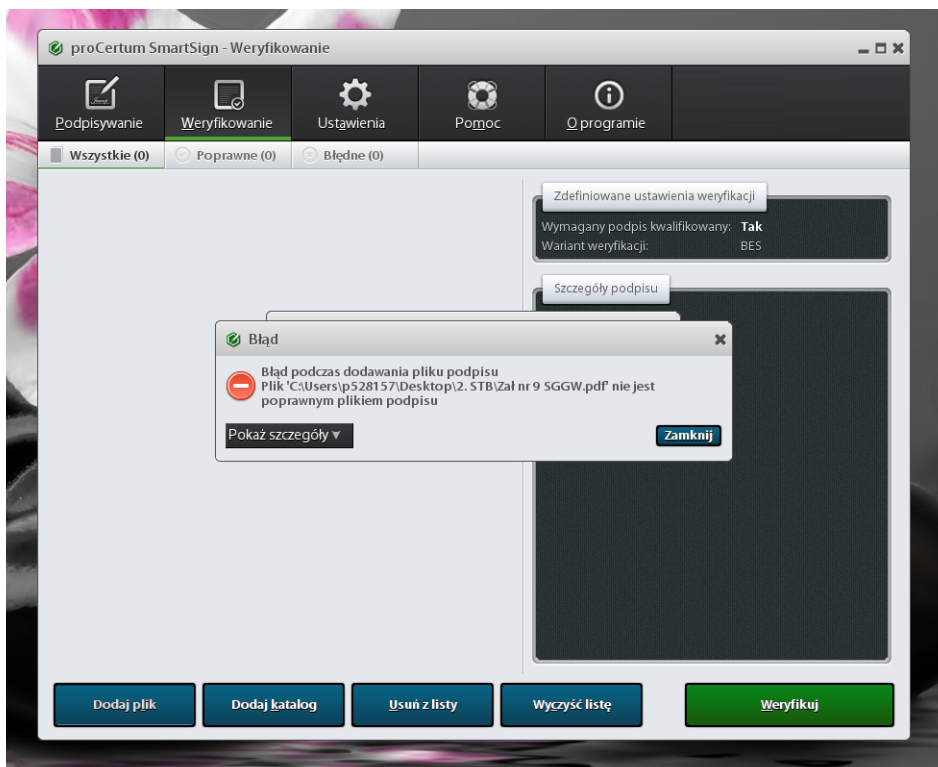 proCertum SmartSign - Weryfikowanie
Podpisywanie
Weryfikowanie
Ustawienia
Pomoc
O programie
Wszystkie (0)
Poprawne (0)
Błędne (0)
Zdefiniowane ustawienia weryfikacji
Wymagany podpis kwalifikowany: Tak
Wariant weryfikacji: BES
Szczegóły podpisu
Błąd
Błąd podczas dodawania pliku podpisu
Plik 'C:\Users\p528157\Desktop\2. STB\Zał nr 9 SGGW.pdf' nie jest
poprawnym plikiem podpisu
Pokaż szczegóły
Zamknij
Dodaj plik
Dodaj katalog
Usuń z listy
Wyczyść listę
Weryfikuj